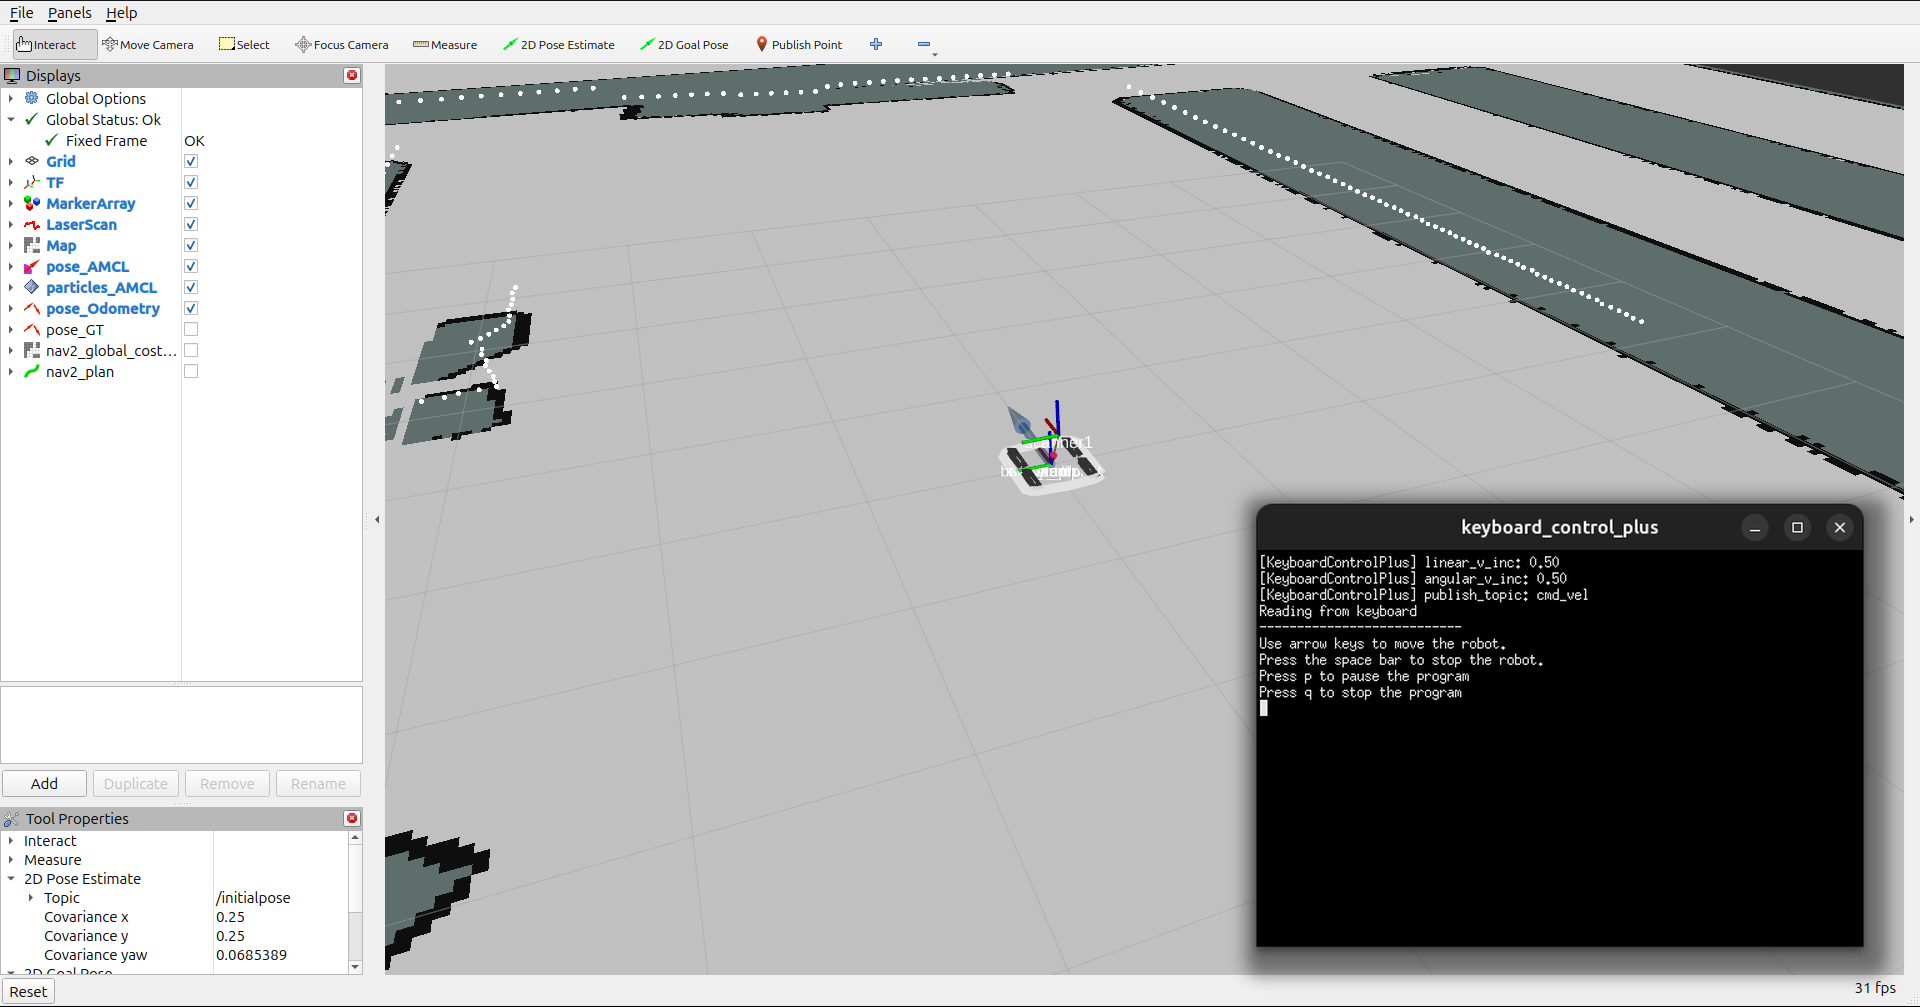 File Panels Help
Interact Move Camera Select Focus Camera Measure 2D Pose Estimate 2D Goal Pose Publish Point
Displays
Global Options
Global Status: Ok
Fixed Frame OK
Grid
TF
MarkerArray
LaserScan
Map
pose_AMCL
particles_AMCL
pose_Odometry
pose_GT
nav2_global_cost...
nav2_plan
Add Duplicate Remove Rename
Tool Properties
Interact
Measure
2D Pose Estimate
Topic /initialpose
Covariance x 0.25
Covariance y 0.25
Covariance yaw 0.0685389
2D Goal Pose
Reset
keyboard_control_plus
[KeyboardControlPlus] linear_v_inc: 0.50
[KeyboardControlPlus] angular_v_inc: 0.50
[KeyboardControlPlus] publish_topic: cmd_vel
Reading from keyboard
---------------------------
Use arrow keys to move the robot.
Press the space bar to stop the robot.
Press p to pause the program
Press q to stop the program
31 fps